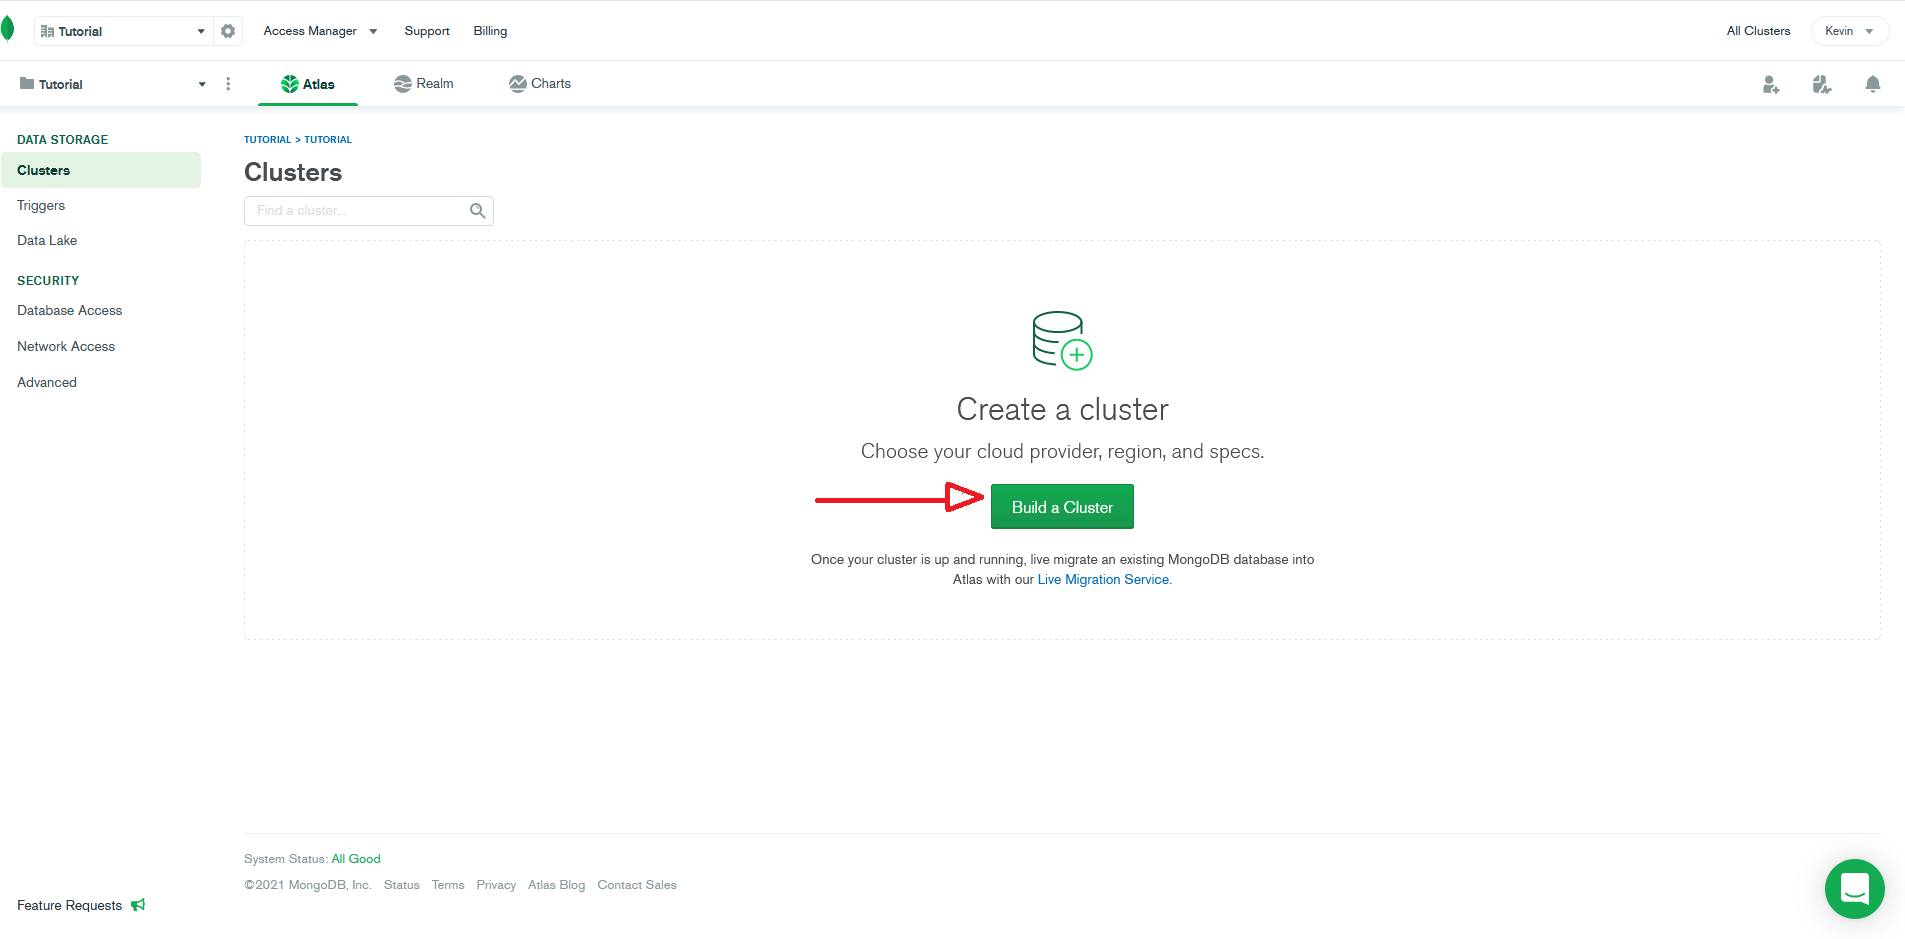 Tutorial
Access Manager
Support
Billing
All Clusters
Kevin
Tutorial
Atlas
Realm
Charts
DATA STORAGE
Clusters
Triggers
Data Lake
SECURITY
Database Access
Network Access
Advanced
TUTORIAL > TUTORIAL
Clusters
Find a cluster...
Create a cluster
Choose your cloud provider, region, and specs.
Build a Cluster
Once your cluster is up and running, live migrate an existing MongoDB database into
Atlas with our Live Migration Service.
System Status: All Good
©2021 MongoDB, Inc. Status Terms Privacy Atlas Blog Contact Sales
Feature Requests